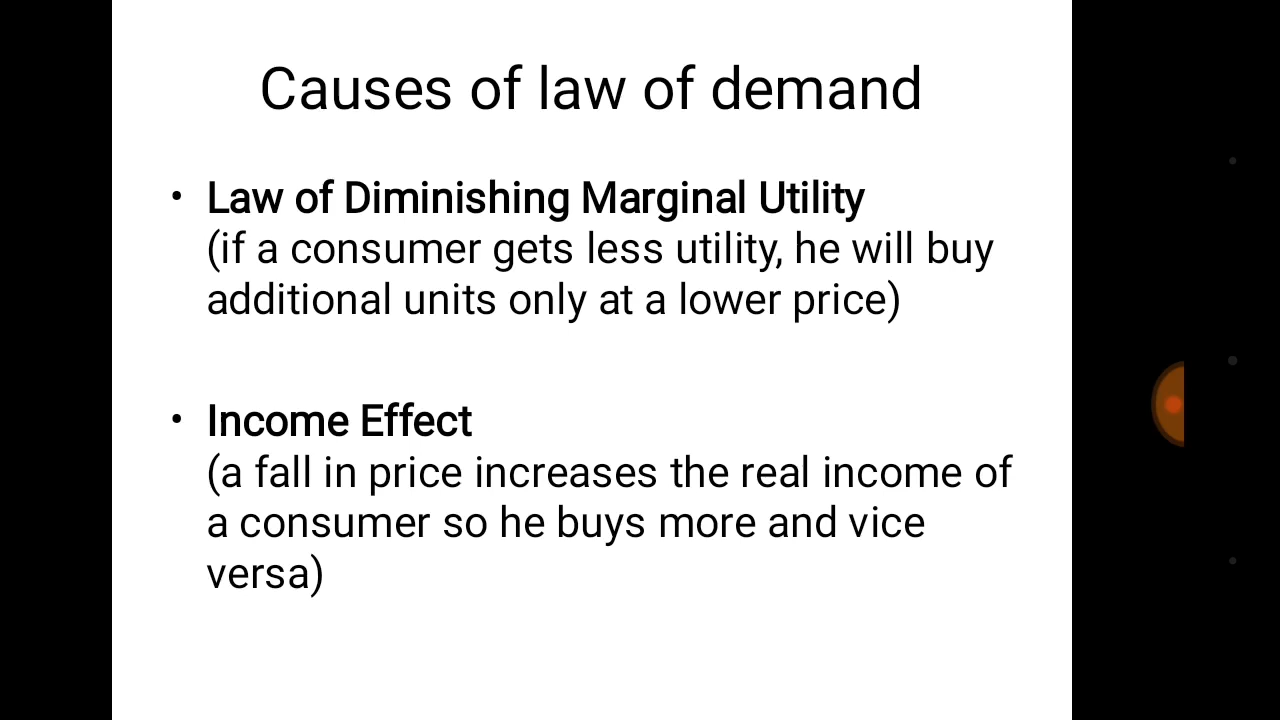 Causes of law of demand
• Law of Diminishing Marginal Utility
(if a consumer gets less utility, he will buy
additional units only at a lower price)
• Income Effect
(a fall in price increases the real income of
a consumer so he buys more and vice
versa)